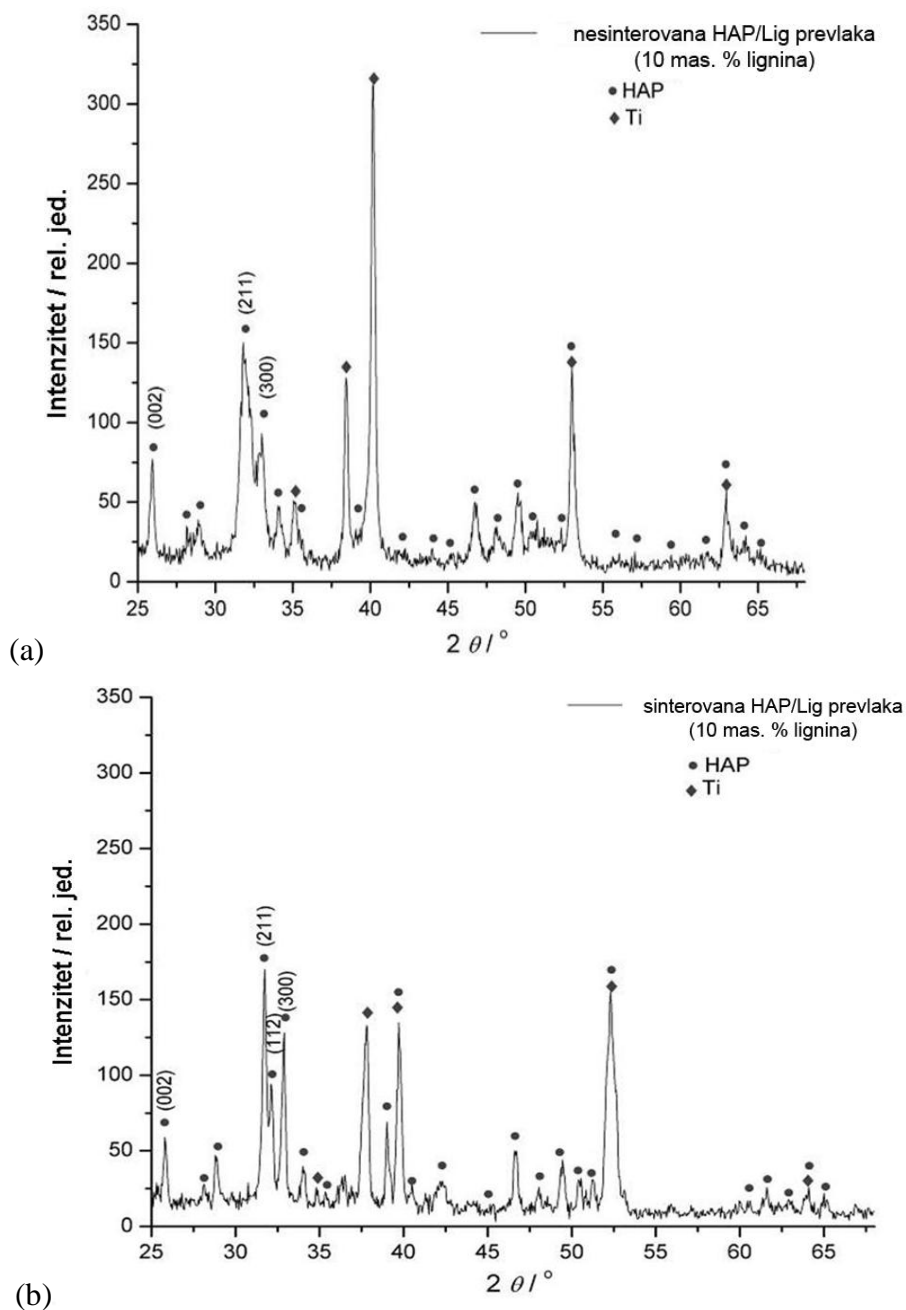 350
300
250
200
150
100
50
0
Intenzitet / rel. jed.
nesinterovana HAP/Lig prevlaka
(10 mas. % lignina)
● HAP
◆ Ti
(002)
(211)
(300)
25 30 35 40 45 50 55 60 65
2 θ / °
(a)
350
300
250
200
150
100
50
0
Intenzitet / rel. jed.
sinterovana HAP/Lig prevlaka
(10 mas. % lignina)
● HAP
◆ Ti
(002)
(211)
(112)
(300)
25 30 35 40 45 50 55 60 65
2 θ / °
(b)